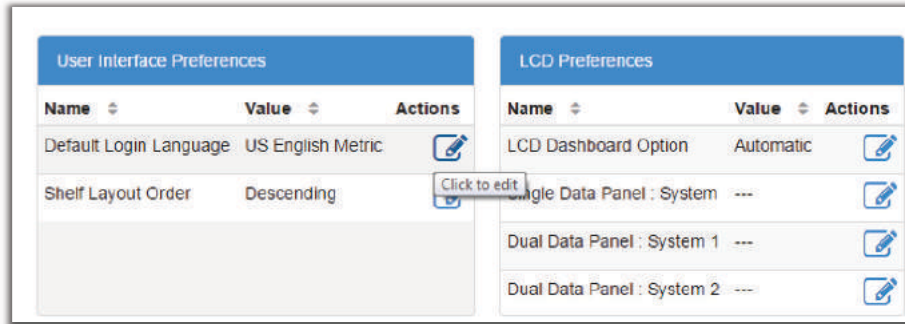 User Interface Preferences
Name Value Actions
Default Login Language US English Metric
Click to edit
Shelf Layout Order Descending
LCD Preferences
Name Value Actions
LCD Dashboard Option Automatic
Single Data Panel : System ---
Dual Data Panel : System 1 ---
Dual Data Panel : System 2 ---